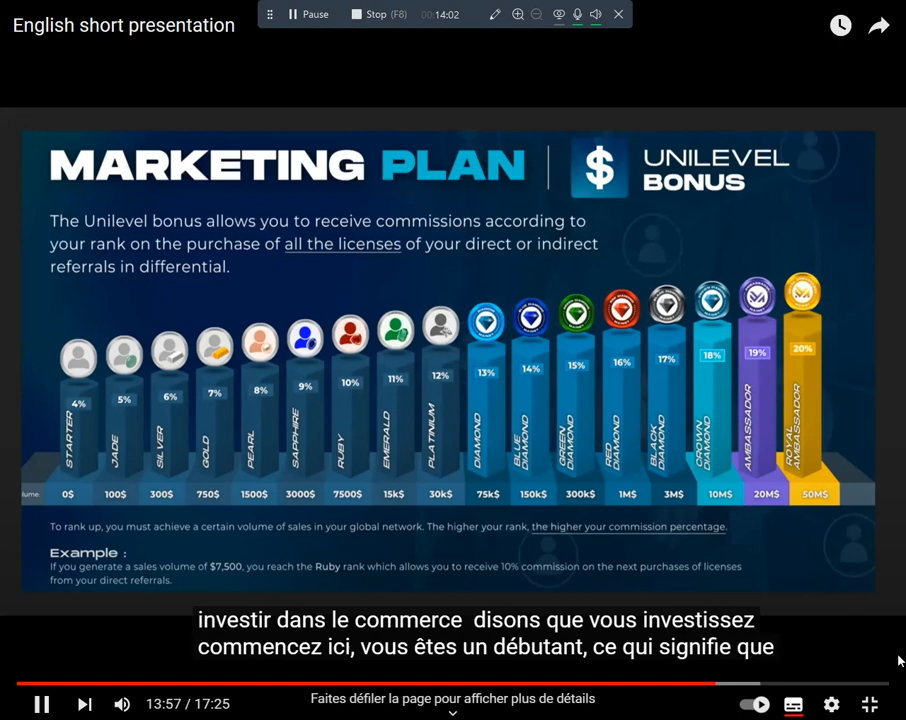 English short presentation
Pause
Stop (F8)
00:14:02
MARKETING PLAN
$
UNILEVEL
BONUS
The Unilevel bonus allows you to receive commissions according to
your rank on the purchase of all the licenses of your direct or indirect
referrals in differential.
4% 5% 6% 7% 8% 9% 10% 11% 12% 13% 14% 15% 16% 17% 18% 19% 20%
STARTER
JADE
SILVER
GOLD
PEARL
SAPPHIRE
RUBY
EMERALD
PLATINIUM
DIAMOND
BLUE DIAMOND
GREEN DIAMOND
RED DIAMOND
BLACK DIAMOND
CROWN DIAMOND
AMBASSADOR
ROYAL AMBASSADOR
lume: 0$ 100$ 300$ 750$ 1500$ 3000$ 7500$ 15k$ 30k$ 75k$ 150k$ 300k$ 1M$ 3M$ 10M$ 20M$ 50M$
To rank up, you must achieve a certain volume of sales in your global network. The higher your rank, the higher your commission percentage.
Example :
If you generate a sales volume of $7,500, you reach the Ruby rank which allows you to receive 10% commission on the next purchases of licenses
from your direct referrals.
investir dans le commerce disons que vous investissez
commencez ici, vous êtes un débutant, ce qui signifie que
13:57 / 17:25
Faites défiler la page pour afficher plus de détails